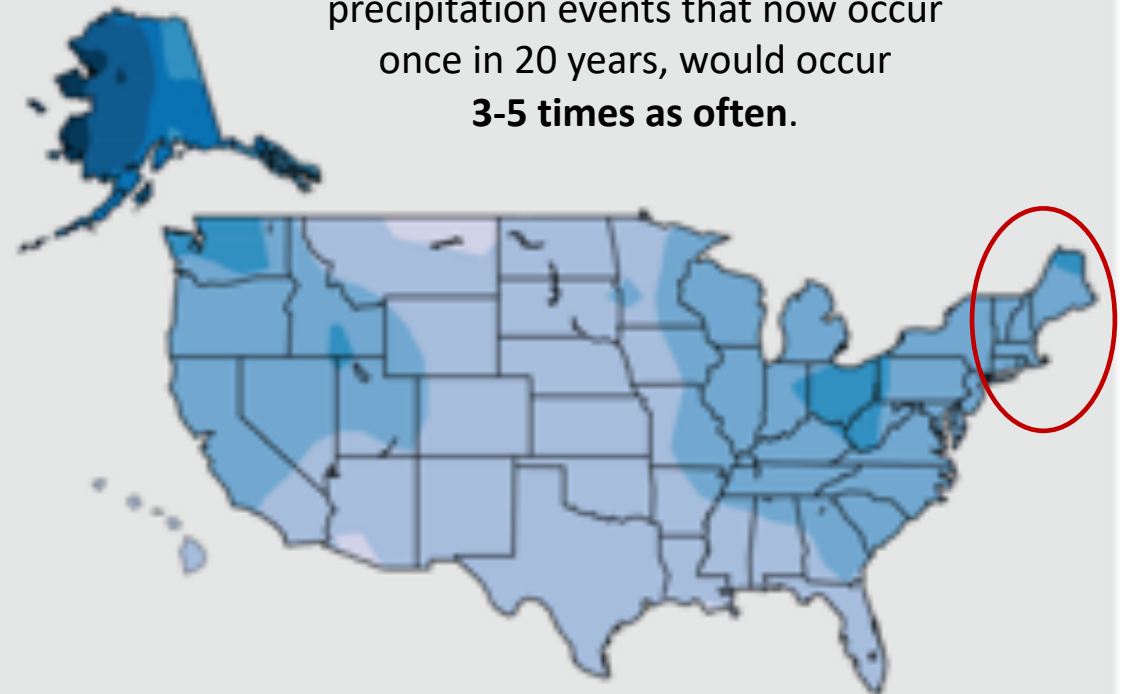 precipitation events that now occur
once in 20 years, would occur
3-5 times as often.